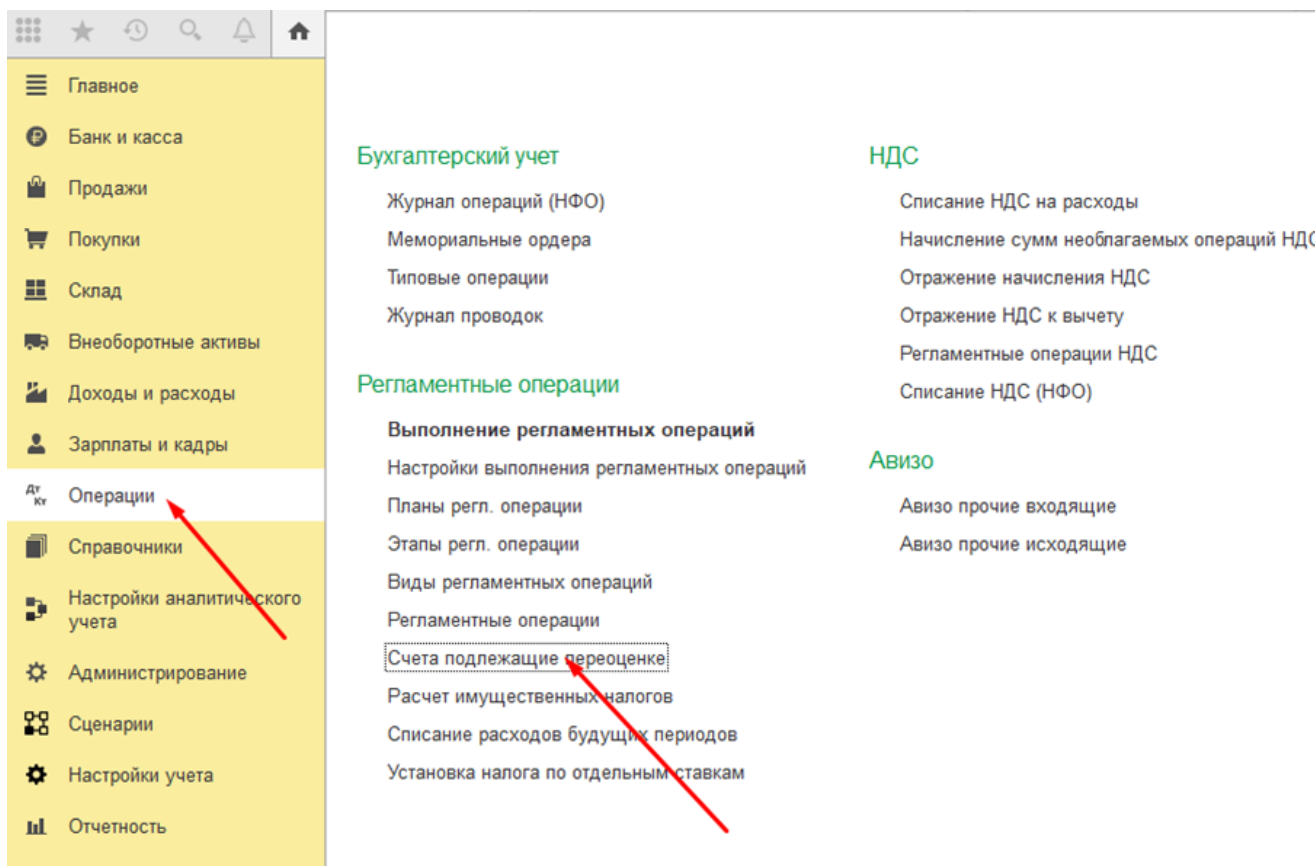 Главное
Банк и касса
Продажи
Покупки
Склад
Внеоборотные активы
Доходы и расходы
Зарплаты и кадры
Дт Кт Операции
Справочники
Настройки аналитического
учета
Администрирование
Сценарии
Настройки учета
Отчетность
Бухгалтерский учет
Журнал операций (НФО)
Мемориальные ордера
Типовые операции
Журнал проводок
Регламентные операции
Выполнение регламентных операций
Настройки выполнения регламентных операций
Планы регл. операции
Этапы регл. операции
Виды регламентных операций
Регламентные операции
Счета подлежащие переоценке
Расчет имущественных налогов
Списание расходов будущих периодов
Установка налога по отдельным ставкам
НДС
Списание НДС на расходы
Начисление сумм необлагаемых операций НДС
Отражение начисления НДС
Отражение НДС к вычету
Регламентные операции НДС
Списание НДС (НФО)
Авизо
Авизо прочие входящие
Авизо прочие исходящие